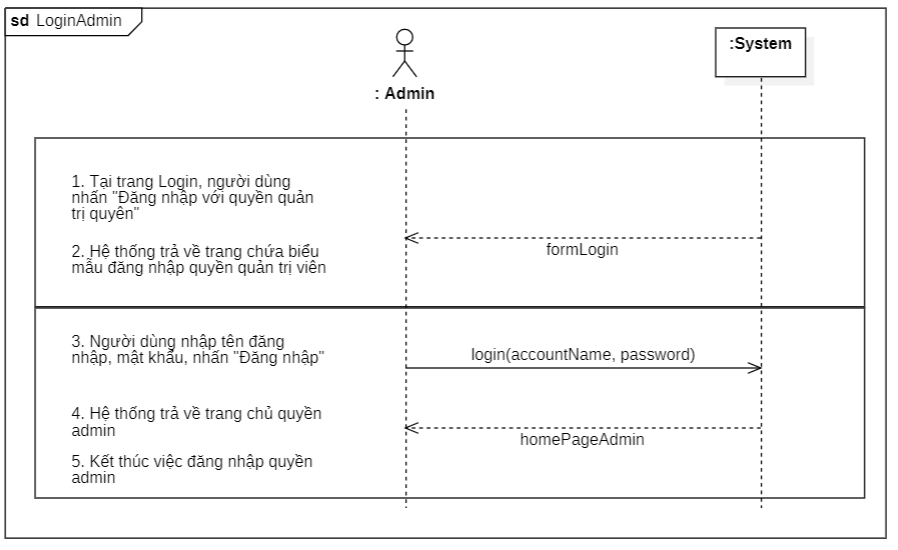 sd LoginAdmin
: Admin
:System
1. Tại trang Login, người dùng
nhấn "Đăng nhập với quyền quản
trị quyên"
2. Hệ thống trả về trang chứa biểu
mẫu đăng nhập quyền quản trị viên
formLogin
3. Người dùng nhập tên đăng
nhập, mật khẩu, nhấn "Đăng nhập"
login(accountName, password)
4. Hệ thống trả về trang chủ quyền
admin
homePageAdmin
5. Kết thúc việc đăng nhập quyền
admin